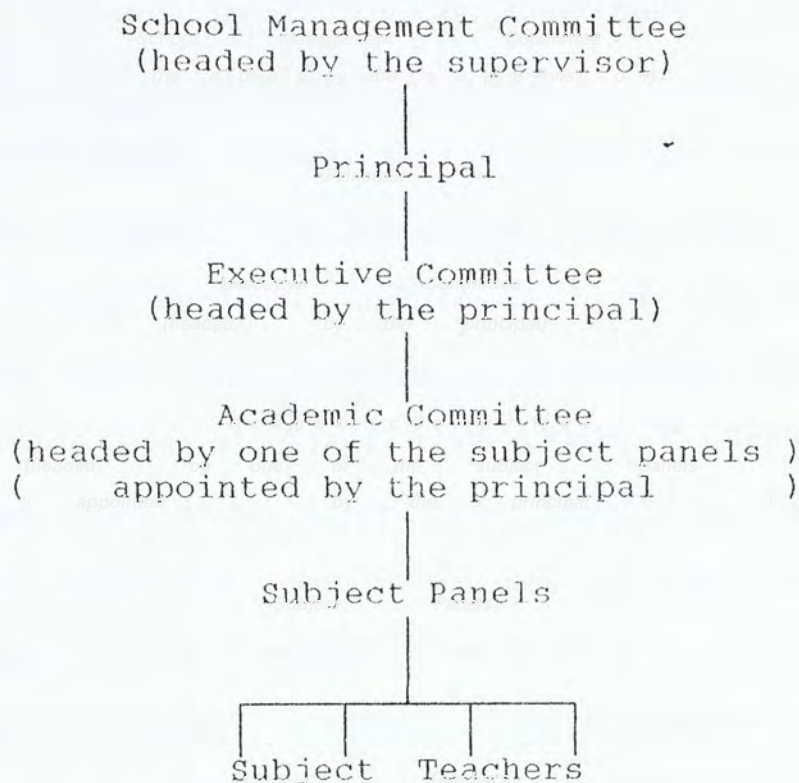 School Management Committee
(headed by the supervisor)
Principal
Executive Committee
(headed by the principal)
Academic Committee
(headed by one of the subject panels )
( appointed by the principal )
Subject Panels
Subject Teachers